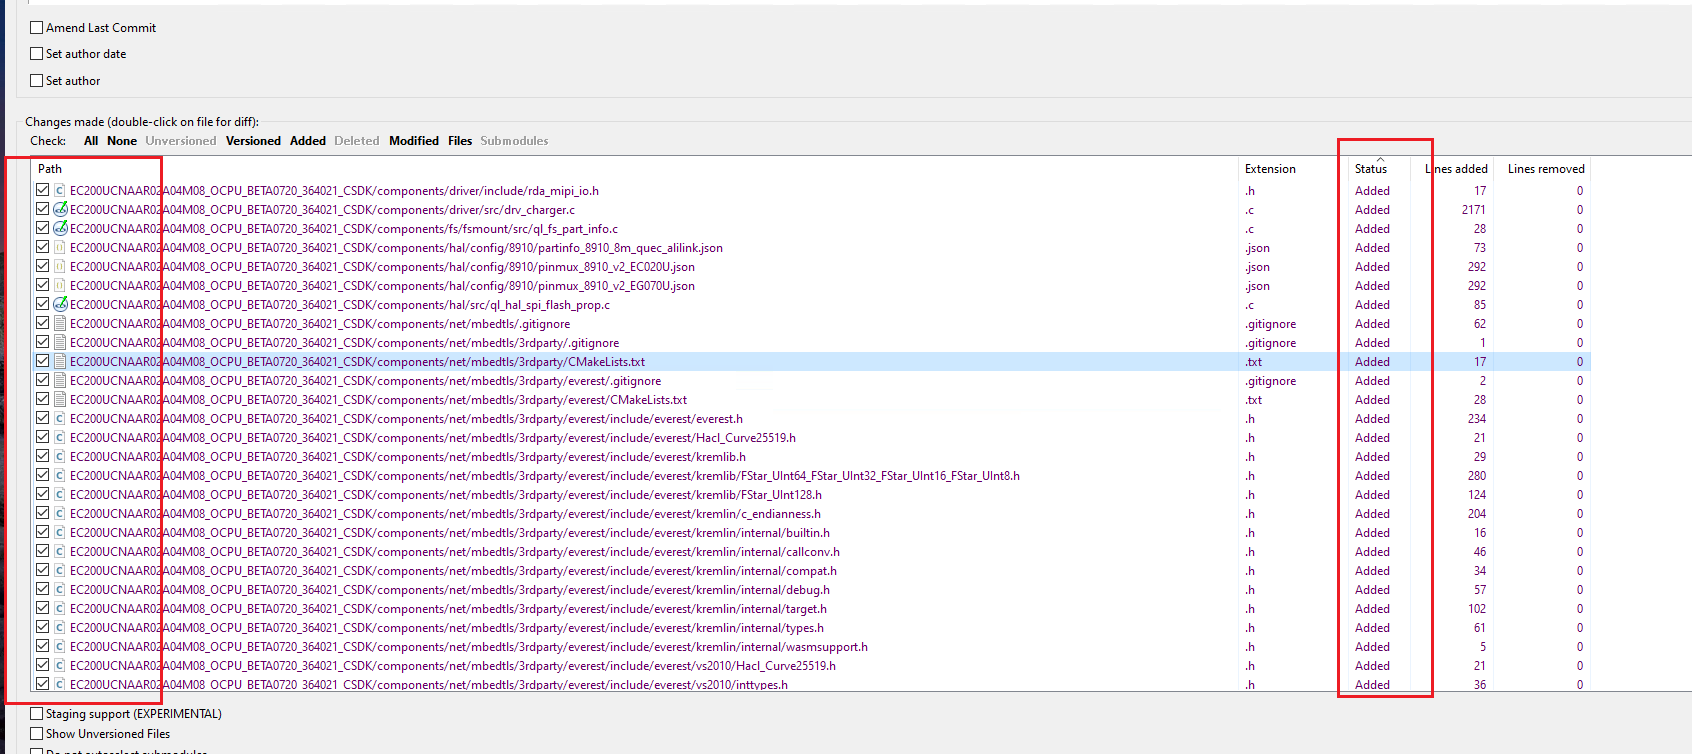 Amend Last Commit
Set author date
Set author
Changes made (double-click on file for diff):
Check: All None Unversioned Versioned Added Deleted Modified Files Submodules
Path Extension Status Lines added Lines removed
EC200UCNAAR02A04M08_OCPU_BETA0720_364021_CSDK/components/driver/include/rda_mipi_io.h .h Added 17 0
EC200UCNAAR02A04M08_OCPU_BETA0720_364021_CSDK/components/driver/src/drv_charger.c .c Added 2171 0
EC200UCNAAR02A04M08_OCPU_BETA0720_364021_CSDK/components/fs/fsmount/src/ql_fs_part_info.c .c Added 28 0
EC200UCNAAR02A04M08_OCPU_BETA0720_364021_CSDK/components/hal/config/8910/partinfo_8910_8m_quec_alilink.json .json Added 73 0
EC200UCNAAR02A04M08_OCPU_BETA0720_364021_CSDK/components/hal/config/8910/pinmux_8910_v2_EC020U.json .json Added 292 0
EC200UCNAAR02A04M08_OCPU_BETA0720_364021_CSDK/components/hal/config/8910/pinmux_8910_v2_EG070U.json .json Added 292 0
EC200UCNAAR02A04M08_OCPU_BETA0720_364021_CSDK/components/hal/src/ql_hal_spi_flash_prop.c .c Added 85 0
EC200UCNAAR02A04M08_OCPU_BETA0720_364021_CSDK/components/net/mbedtls/.gitignore .gitignore Added 62 0
EC200UCNAAR02A04M08_OCPU_BETA0720_364021_CSDK/components/net/mbedtls/3rdparty/.gitignore .gitignore Added 1 0
EC200UCNAAR02A04M08_OCPU_BETA0720_364021_CSDK/components/net/mbedtls/3rdparty/CMakeLists.txt .txt Added 17 0
EC200UCNAAR02A04M08_OCPU_BETA0720_364021_CSDK/components/net/mbedtls/3rdparty/everest/.gitignore .gitignore Added 2 0
EC200UCNAAR02A04M08_OCPU_BETA0720_364021_CSDK/components/net/mbedtls/3rdparty/everest/CMakeLists.txt .txt Added 28 0
EC200UCNAAR02A04M08_OCPU_BETA0720_364021_CSDK/components/net/mbedtls/3rdparty/everest/include/everest/everest.h .h Added 234 0
EC200UCNAAR02A04M08_OCPU_BETA0720_364021_CSDK/components/net/mbedtls/3rdparty/everest/include/everest/Hacl_Curve25519.h .h Added 21 0
EC200UCNAAR02A04M08_OCPU_BETA0720_364021_CSDK/components/net/mbedtls/3rdparty/everest/include/everest/kremlib.h .h Added 29 0
EC200UCNAAR02A04M08_OCPU_BETA0720_364021_CSDK/components/net/mbedtls/3rdparty/everest/include/everest/kremlib/FStar_UInt64_FStar_UInt32_FStar_UInt16_FStar_UInt8.h .h Added 280 0
EC200UCNAAR02A04M08_OCPU_BETA0720_364021_CSDK/components/net/mbedtls/3rdparty/everest/include/everest/kremlib/FStar_UInt128.h .h Added 124 0
EC200UCNAAR02A04M08_OCPU_BETA0720_364021_CSDK/components/net/mbedtls/3rdparty/everest/include/everest/kremlin/c_endianness.h .h Added 204 0
EC200UCNAAR02A04M08_OCPU_BETA0720_364021_CSDK/components/net/mbedtls/3rdparty/everest/include/everest/kremlin/internal/builtin.h .h Added 16 0
EC200UCNAAR02A04M08_OCPU_BETA0720_364021_CSDK/components/net/mbedtls/3rdparty/everest/include/everest/kremlin/internal/callconv.h .h Added 46 0
EC200UCNAAR02A04M08_OCPU_BETA0720_364021_CSDK/components/net/mbedtls/3rdparty/everest/include/everest/kremlin/internal/compat.h .h Added 34 0
EC200UCNAAR02A04M08_OCPU_BETA0720_364021_CSDK/components/net/mbedtls/3rdparty/everest/include/everest/kremlin/internal/debug.h .h Added 57 0
EC200UCNAAR02A04M08_OCPU_BETA0720_364021_CSDK/components/net/mbedtls/3rdparty/everest/include/everest/kremlin/internal/target.h .h Added 102 0
EC200UCNAAR02A04M08_OCPU_BETA0720_364021_CSDK/components/net/mbedtls/3rdparty/everest/include/everest/kremlin/internal/types.h .h Added 61 0
EC200UCNAAR02A04M08_OCPU_BETA0720_364021_CSDK/components/net/mbedtls/3rdparty/everest/include/everest/kremlin/internal/wasmsupport.h .h Added 5 0
EC200UCNAAR02A04M08_OCPU_BETA0720_364021_CSDK/components/net/mbedtls/3rdparty/everest/include/everest/vs2010/Hacl_Curve25519.h .h Added 21 0
EC200UCNAAR02A04M08_OCPU_BETA0720_364021_CSDK/components/net/mbedtls/3rdparty/everest/include/everest/vs2010/inttypes.h .h Added 36 0
Staging support (EXPERIMENTAL)
Show Unversioned Files
Do not autoselect submodules